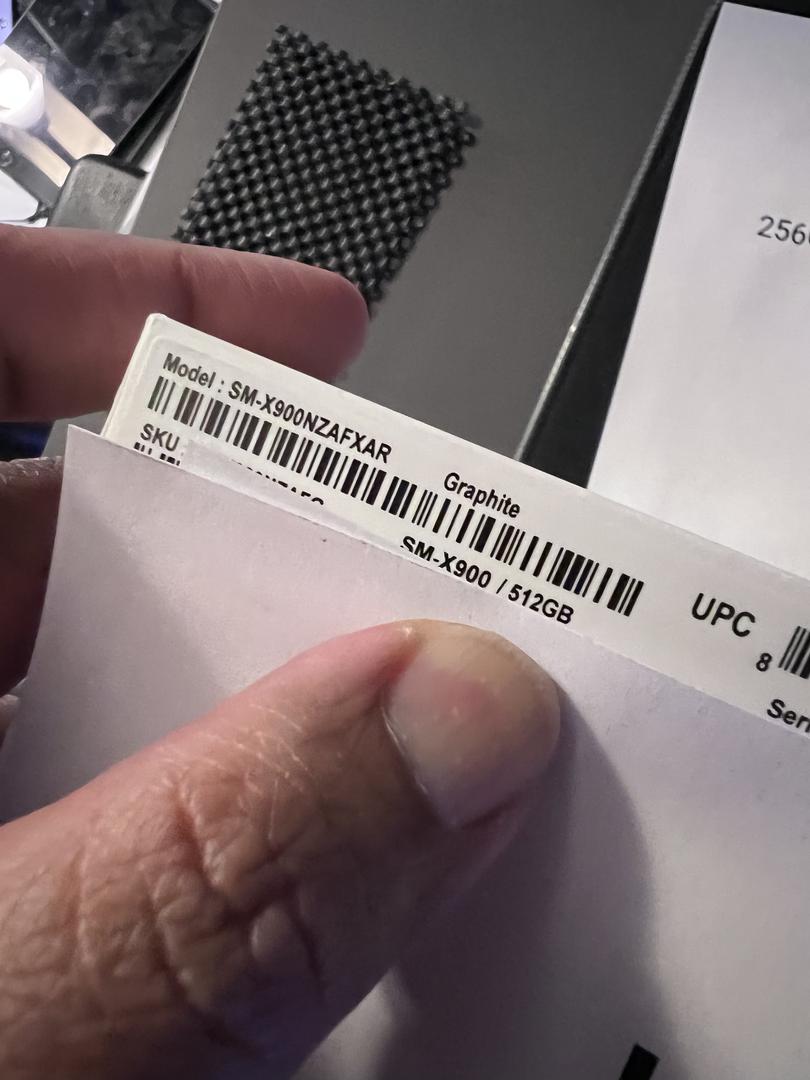 Model : SM-X900NZAFXAR
Graphite
SKU
SM-X900 / 512GB
UPC
8